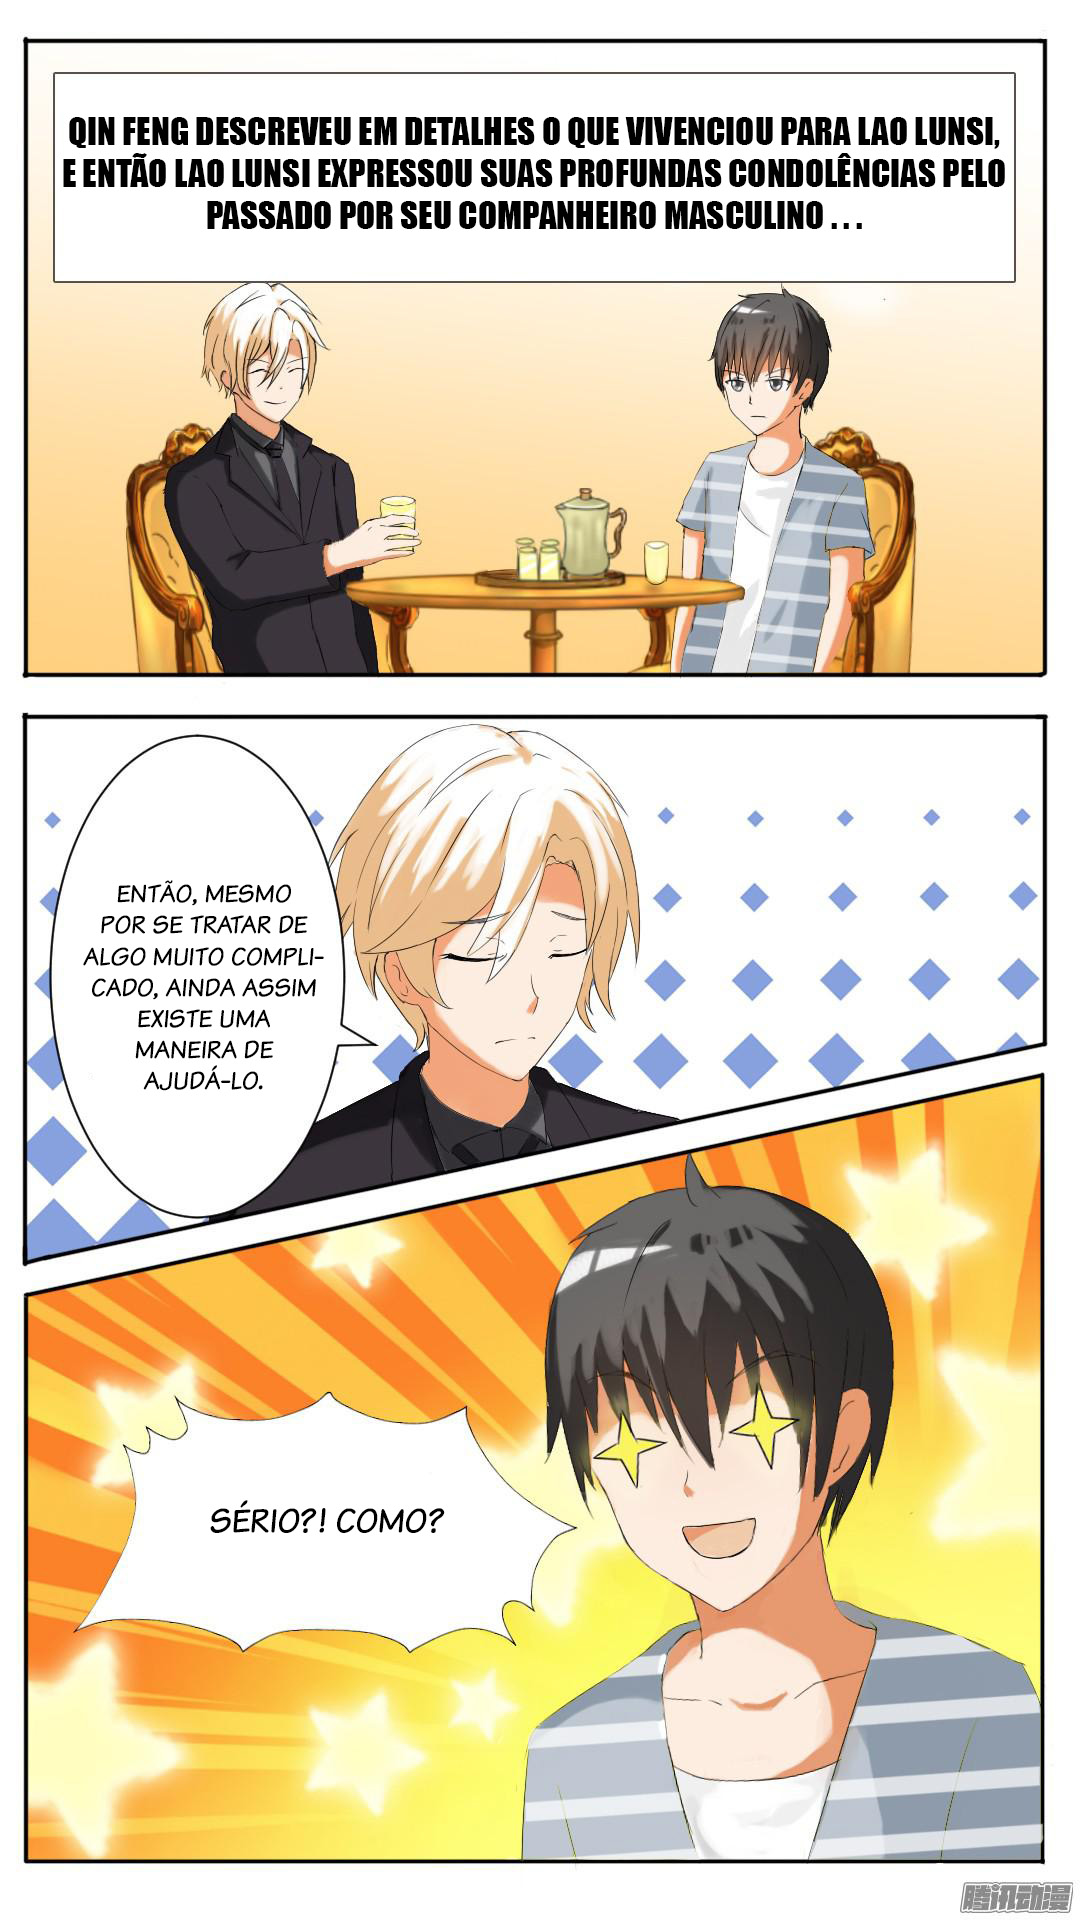 QIN FENG DESCREVEU EM DETALHES O QUE VIVENCIOU PARA LAO LUNSI,
E ENTÃO LAO LUNSI EXPRESSOU SUAS PROFUNDAS CONDOLÊNCIAS PELO
PASSADO POR SEU COMPANHEIRO MASCULINO . . .
ENTÃO, MESMO
POR SE TRATAR DE
ALGO MUITO COMPLI-
CADO, AINDA ASSIM
EXISTE UMA
MANEIRA DE
AJUDÁ-LO.
SÉRIO?! COMO?
腾讯动漫